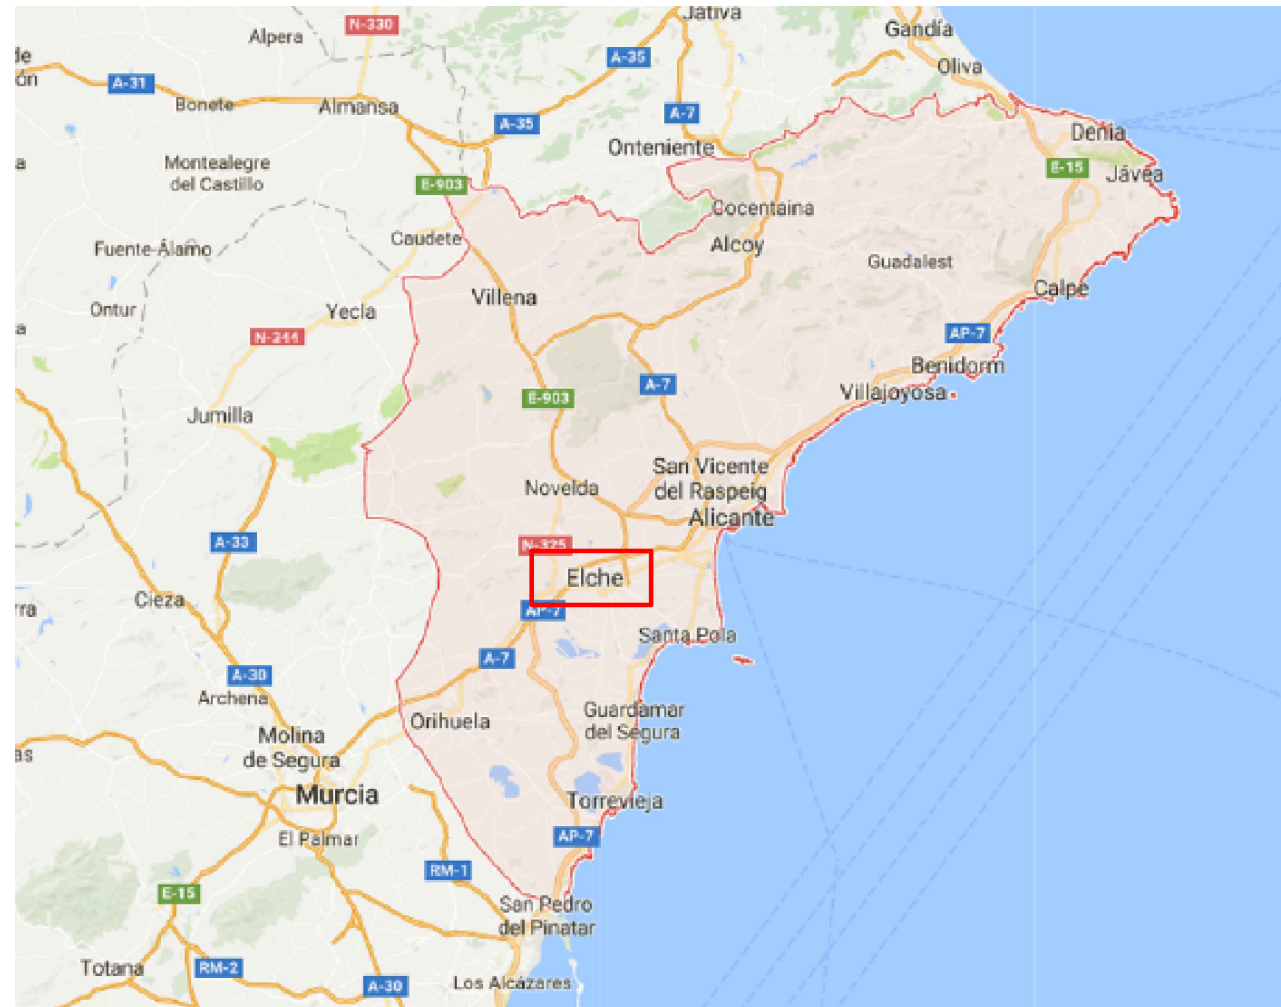 Játiva
N-330
Gandía
Alpera
A-35
Oliva
A-31
Bonete
Almansa
A-7
A-35
Denia
Onteniente
Montealegre
del Castillo
E-15
Jávea
E-903
Cocentaina
Caudete
Alcoy
Fuente-Álamo
Guadalest
Calpe
Villena
Ontur
Yecla
N-344
AP-7
Benidorm
A-7
Villajoyosa
E-903
Jumilla
San Vicente
del Raspeig
Novelda
Alicante
A-33
N-325
Elche
Cieza
AP-7
Santa Pola
A-7
A-30
Archena
Guardamar
del Segura
Orihuela
Molina
de Segura
Murcia
Torrevieja
El Palmar
AP-7
RM-1
E-15
San Pedro
del Pinatar
Totana
RM-2
A-30
Los Alcázares